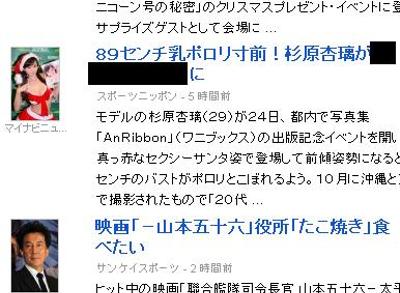 ニコーン号の秘密」のクリスマスプレゼント・イベントに登
サプライズゲストとして会場に ...
89センチ乳ポロリ寸前！杉原杏璃が
に
スポーツニッポン - 5 時間前
マイナビニュ...
モデルの杉原杏璃（29）が24日、都内で写真集
「AnRibbon」（ワニブックス）の出版記念イベントを開い
真っ赤なセクシーサンタ姿で登場して前傾姿勢になると
センチのバストがポロリとこぼれるよう。１０月に沖縄と
で撮影されたもので「20代 ...
映画「－山本五十六」役所「たこ焼き」食
べたい
サンケイスポーツ - 2 時間前
ヒット中の映画「聯合艦隊司令長官 山本五十六－太平